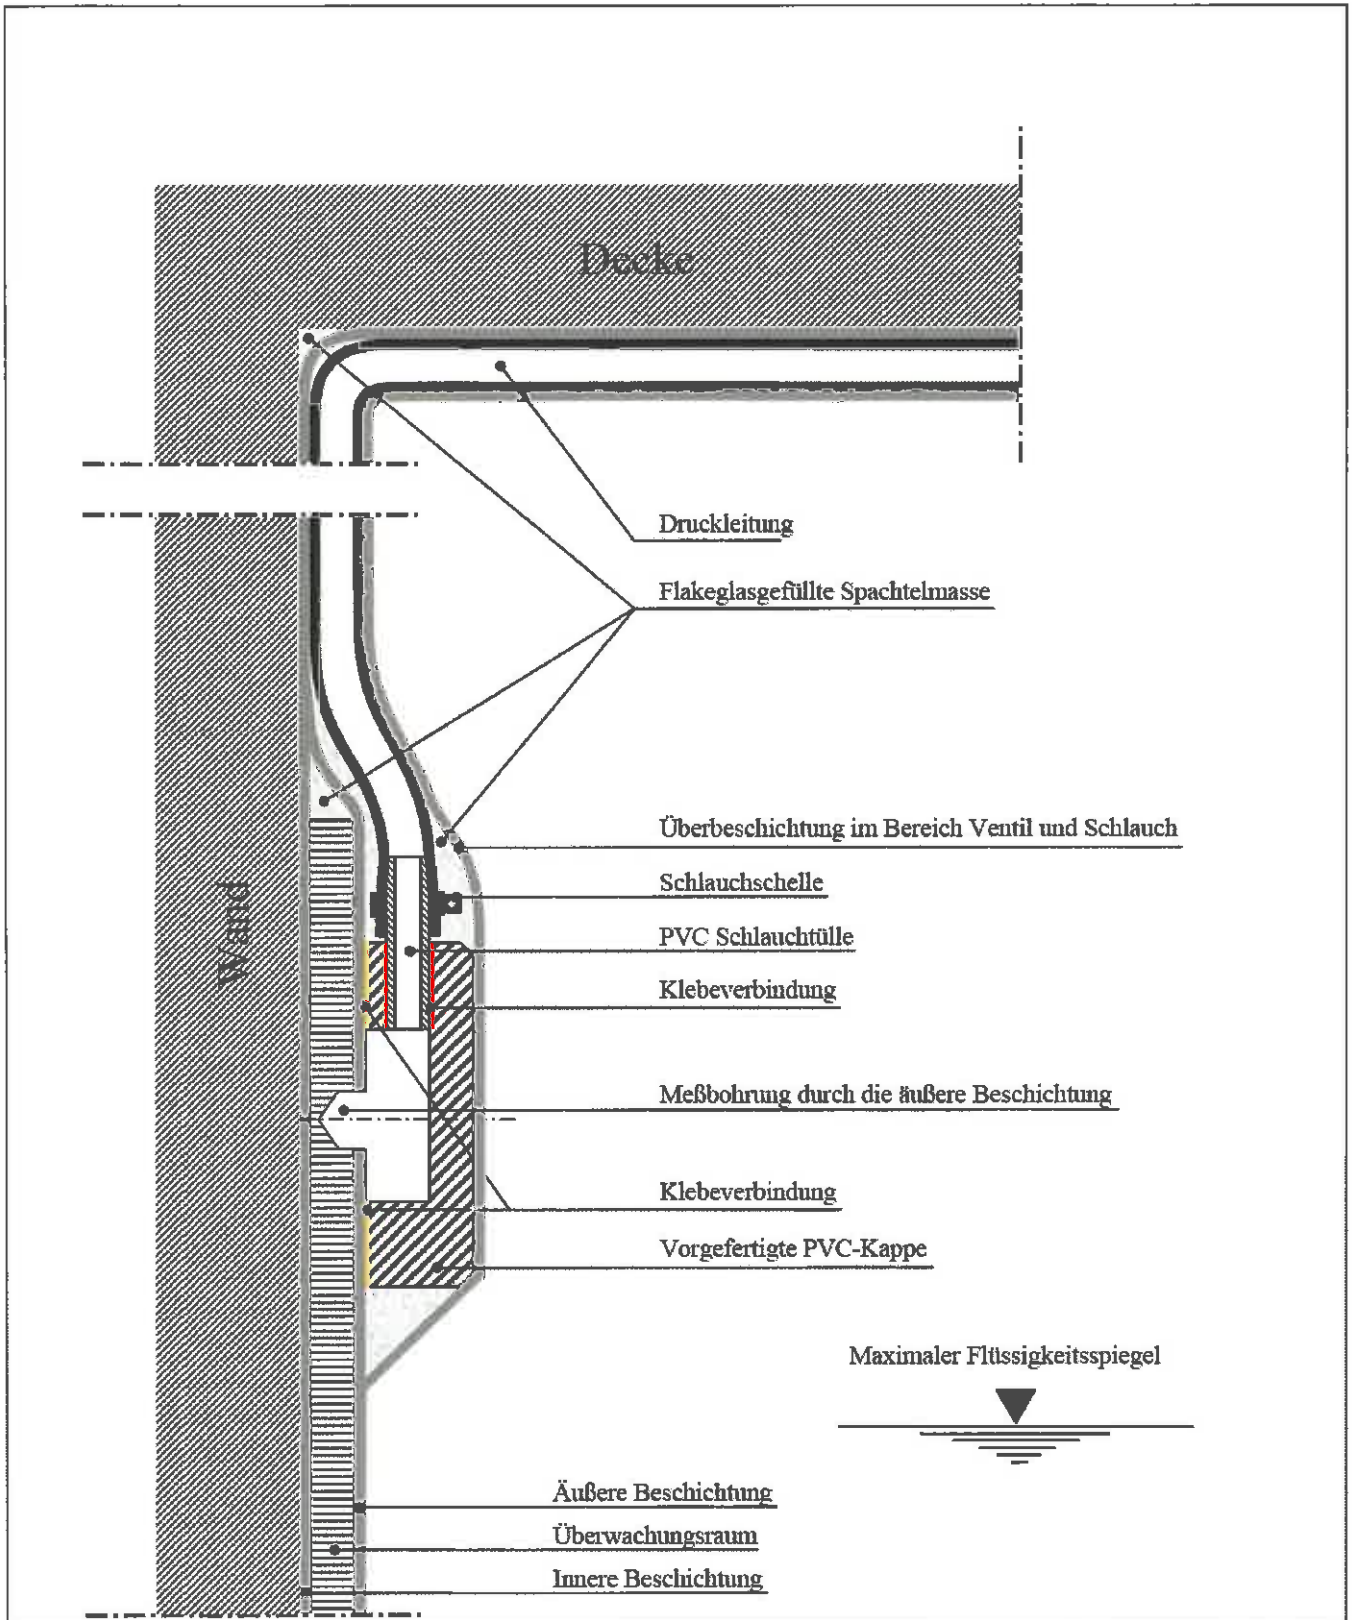 Decke
Druckleitung
Flakeglasgefüllte Spachtelmasse
Überbeschichtung im Bereich Ventil und Schlauch
Schlauchschelle
Wand
PVC Schlauchtülle
Klebeverbindung
Meßbohrung durch die äußere Beschichtung
Klebeverbindung
Vorgefertigte PVC-Kappe
Maximaler Flüssigkeitsspiegel
Äußere Beschichtung
Überwachungsraum
Innere Beschichtung